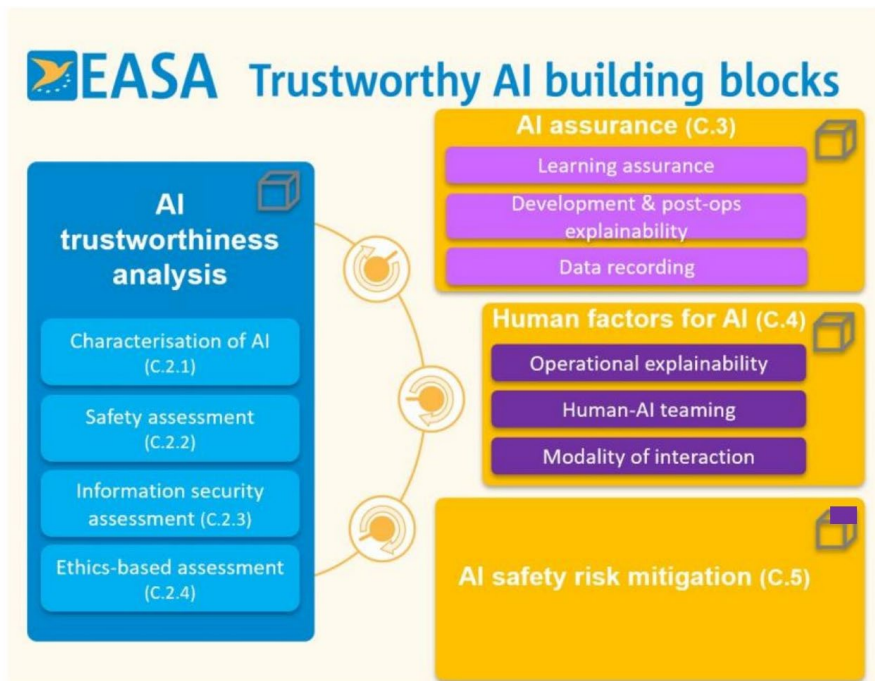 EASA Trustworthy AI building blocks
AI
trustworthiness
analysis
Characterisation of AI
(C.2.1)
Safety assessment
(C.2.2)
Information security
assessment (C.2.3)
Ethics-based assessment
(C.2.4)
AI assurance (C.3)
Learning assurance
Development & post-ops
explainability
Data recording
Human factors for AI (C.4)
Operational explainability
Human-AI teaming
Modality of interaction
AI safety risk mitigation (C.5)